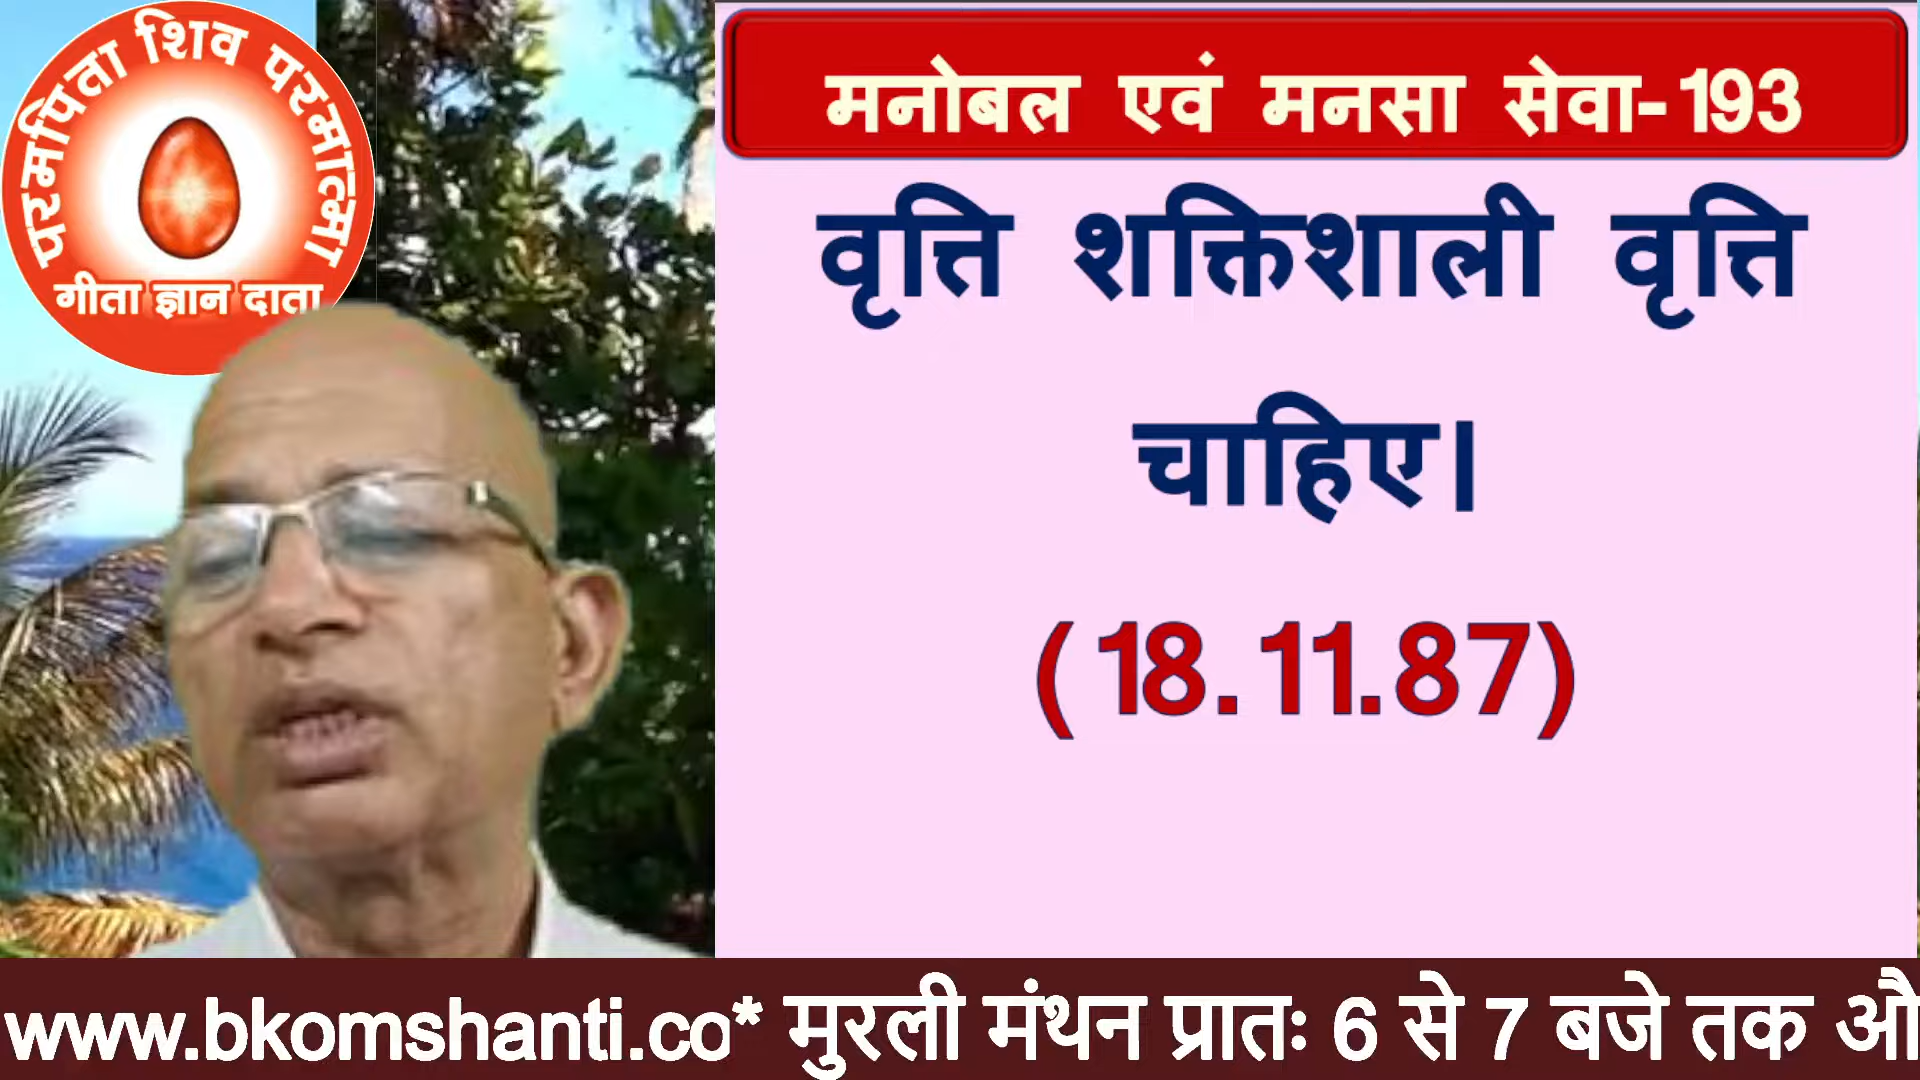 परमपिता शिव परमात्मा
गीता ज्ञान दाता
मनोबल एवं मनसा सेवा-193
वृत्ति शक्तिशाली वृत्ति
चाहिए।
(18.11.87)
www.bkomshanti.co* मुरली मंथन प्रातः 6 से 7 बजे तक औ